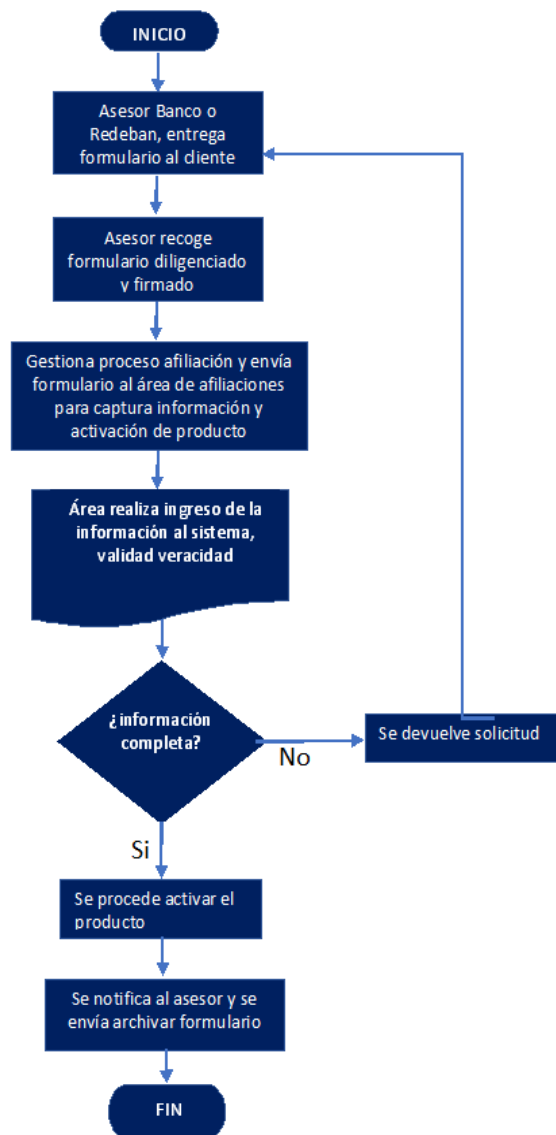 INICIO
Asesor Banco o
Redeban, entrega
formulario al cliente
Asesor recoge
formulario diligenciado
y firmado
Gestiona proceso afiliación y envía
formulario al área de afiliaciones
para captura información y
activación de producto
Área realiza ingreso de la
información al sistema,
validad veracidad
¿información
completa?
No
Se devuelve solicitud
Si
Se procede activar el
producto
Se notifica al asesor y se
envía archivar formulario
FIN